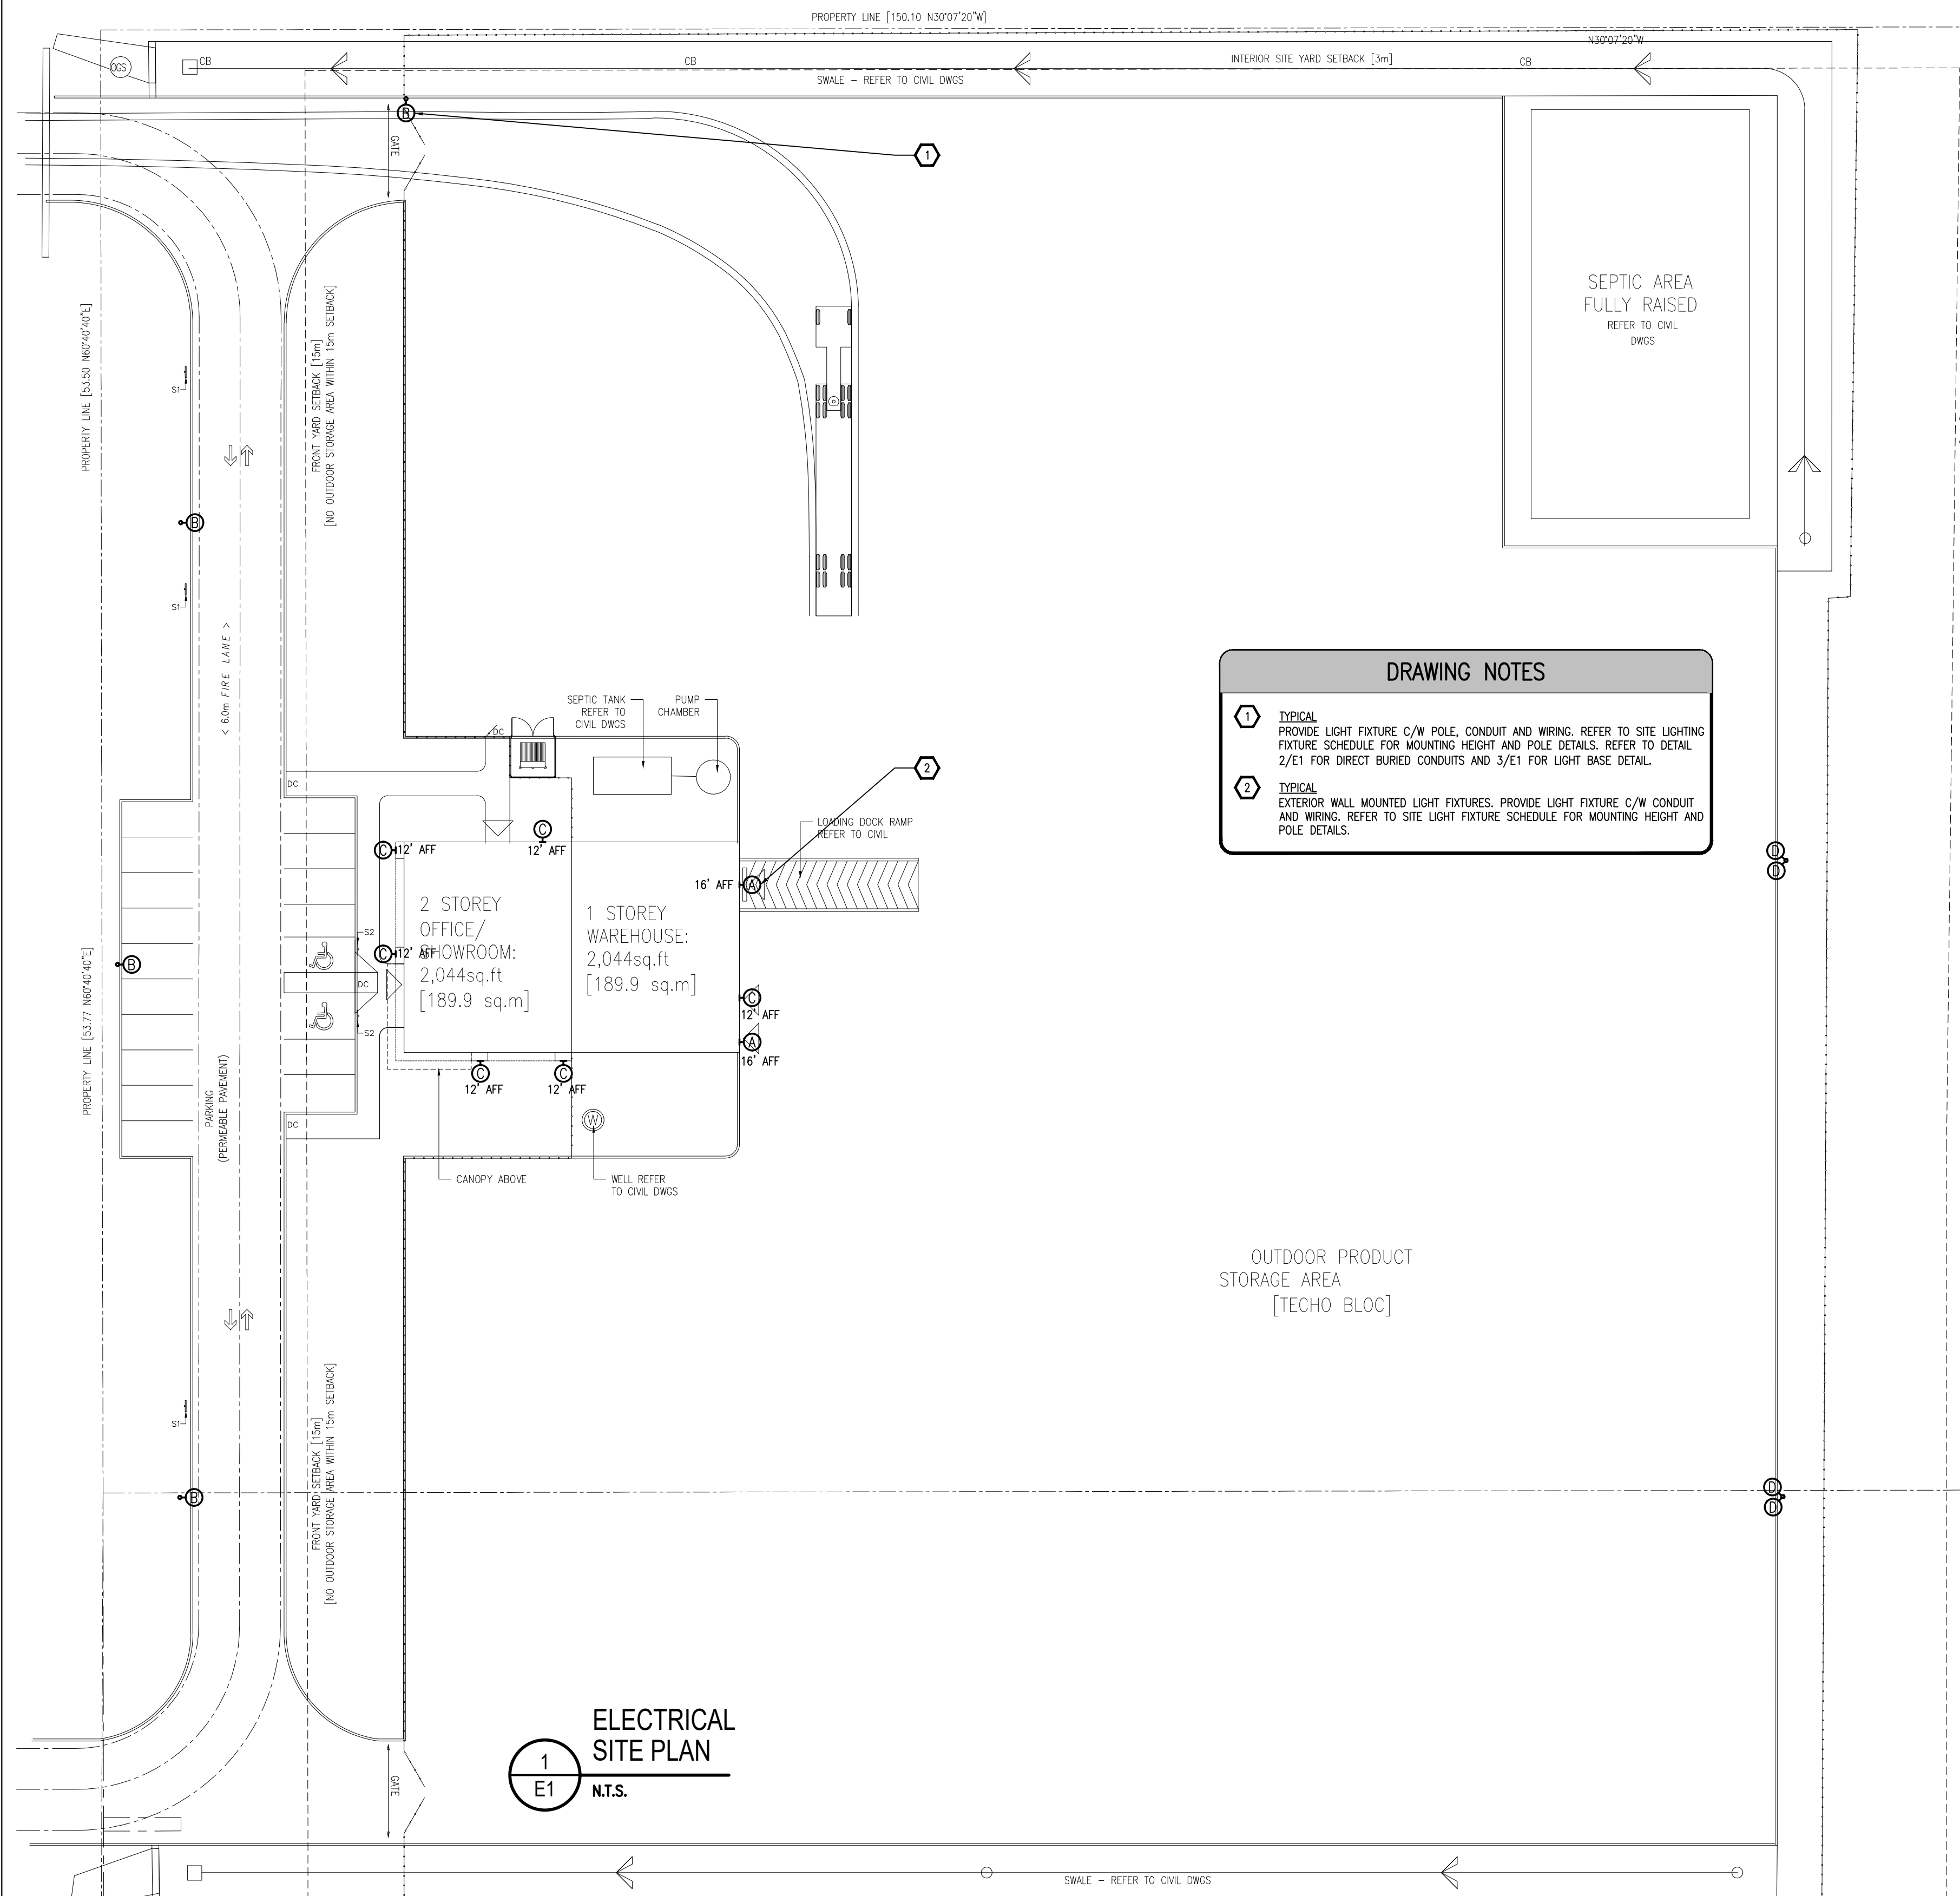 PROPERTY LINE [150.10 N30°07'20"W]
N30°07'20"W
OGS
CB
CB
INTERIOR SITE YARD SETBACK [3m]
CB
SWALE - REFER TO CIVIL DWGS
B
GATE
1
PROPERTY LINE [53.50 N60°40'40"E]
FRONT YARD SETBACK [15m]
[NO OUTDOOR STORAGE AREA WITHIN 15m SETBACK]
SEPTIC AREA
FULLY RAISED
REFER TO CIVIL
DWGS
S1
B
S1
< 6.0m FIRE LANE >
DRAWING NOTES
1
TYPICAL
PROVIDE LIGHT FIXTURE C/W POLE, CONDUIT AND WIRING. REFER TO SITE LIGHTING
FIXTURE SCHEDULE FOR MOUNTING HEIGHT AND POLE DETAILS. REFER TO DETAIL
2/E1 FOR DIRECT BURIED CONDUITS AND 3/E1 FOR LIGHT BASE DETAIL.
2
TYPICAL
EXTERIOR WALL MOUNTED LIGHT FIXTURES. PROVIDE LIGHT FIXTURE C/W CONDUIT
AND WIRING. REFER TO SITE LIGHT FIXTURE SCHEDULE FOR MOUNTING HEIGHT AND
POLE DETAILS.
SEPTIC TANK
REFER TO
CIVIL DWGS
PUMP
CHAMBER
DC
2
DC
LOADING DOCK RAMP
REFER TO CIVIL
C
12' AFF
C
12' AFF
16' AFF
A
D
D
2 STOREY
OFFICE/
SHOWROOM:
2,044sq.ft
[189.9 sq.m]
1 STOREY
WAREHOUSE:
2,044sq.ft
[189.9 sq.m]
S2
C
12' AFF
B
DC
S2
C
12' AFF
A
16' AFF
C
12' AFF
C
12' AFF
PROPERTY LINE [53.77 N60°40'40"E]
PARKING
(PERMEABLE PAVEMENT)
DC
W
CANOPY ABOVE
WELL REFER
TO CIVIL DWGS
OUTDOOR PRODUCT
STORAGE AREA
[TECHO BLOC]
FRONT YARD SETBACK [15m]
[NO OUTDOOR STORAGE AREA WITHIN 15m SETBACK]
S1
B
D
D
1
E1
ELECTRICAL
SITE PLAN
N.T.S.
GATE
SWALE - REFER TO CIVIL DWGS